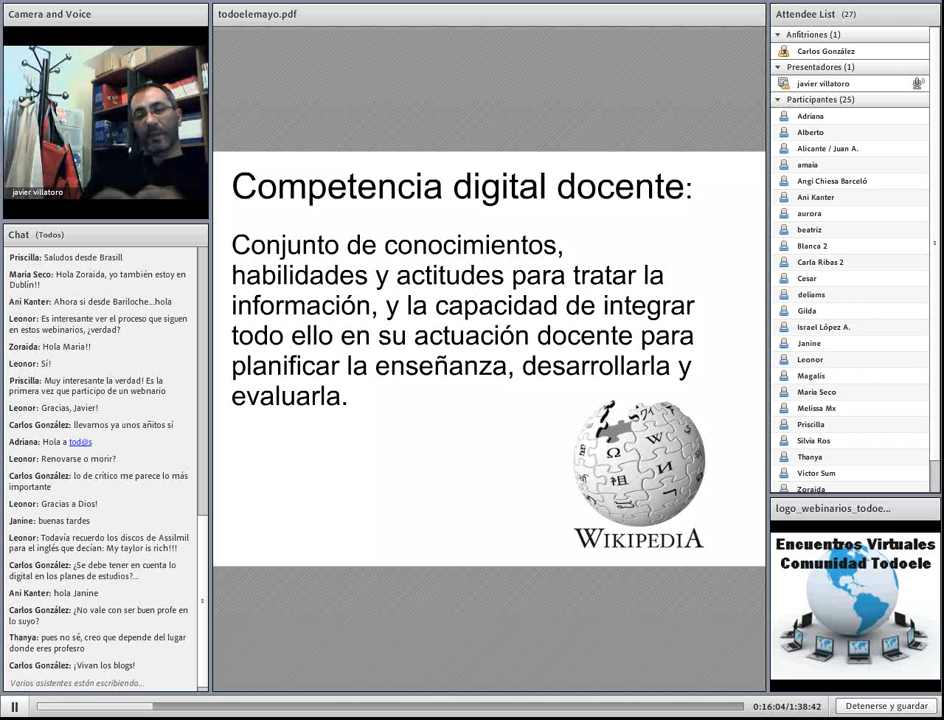 Camera and Voice
javier villatoro
Chat (Todos)
Priscilla: Saludos desde Brasill
Maria Seco: Hola Zoraida, yo también estoy en
Dublín!!
Ani Kanter: Ahora si desde Bariloche...hola
Leonor: Es interesante ver el proceso que siguen
en estos webinarios, ¿verdad?
Zoraida: Hola Maria!!
Leonor: Sí!
Priscilla: Muy interesante la verdad! Es la
primera vez que participo de un webnario
Leonor: Gracias, Javier!
Carlos González: llevamos ya unos añitos sí
Adriana: Hola a tod@s
Leonor: Renovarse o morir?
Carlos González: lo de crítico me parece lo más
importante
Leonor: Gracias a Dios!
Janine: buenas tardes
Leonor: Todavía recuerdo los discos de Assilmil
para el inglés que decían: My taylor is rich!!!
Carlos González: ¿Se debe tener en cuenta lo
digital en los planes de estudios?...
Ani Kanter: hola Janine
Carlos González: ¿No vale con ser buen profe en
lo suyo?
Thanya: pues no sé, creo que depende del lugar
donde eres profesro
Carlos González: ¡Vivan los blogs!
Varios asistentes están escribiendo...
todoelemayo.pdf
Competencia digital docente:
Conjunto de conocimientos,
habilidades y actitudes para tratar la
información, y la capacidad de integrar
todo ello en su actuación docente para
planificar la enseñanza, desarrollarla y
evaluarla.
Ω W И 祖
WIKIPEDIA
Attendee List (27)
Anfitriones (1)
Carlos González
Presentadores (1)
javier villatoro
Participantes (25)
Adriana
Alberto
Alicante / Juan A.
amaia
Angi Chiesa Barceló
Ani Kanter
aurora
beatriz
Blanca 2
Carla Ribas 2
Cesar
deliams
Gilda
Israel López A.
Janine
Leonor
Magalis
María Seco
Melissa Mx
Priscilla
Silvia Ros
Thanya
Victor Sum
Zoraida
logo_webinarios_todoe...
Encuentros Virtuales
Comunidad Todoele
0:16:04/1:38:42
Detenerse y guardar